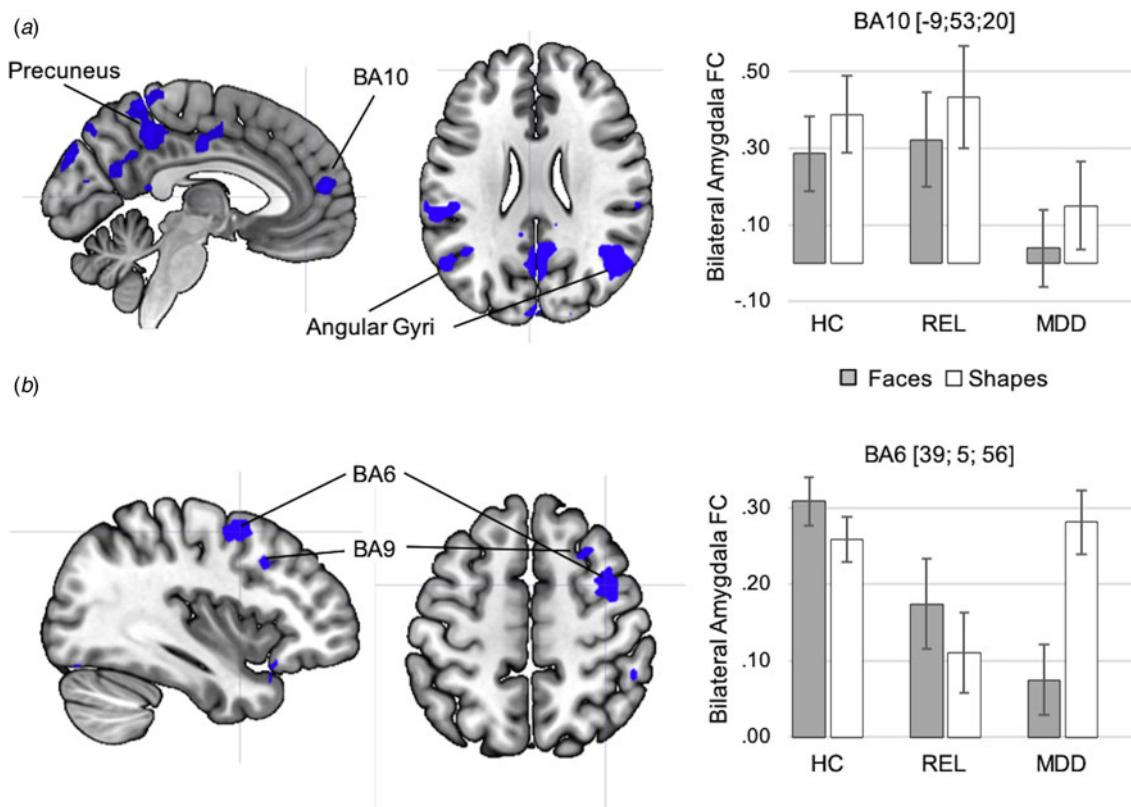 (a)
Precuneus
BA10
Angular Gyri
BA10 [-9;53;20]
Bilateral Amygdala FC
.50
.30
.10
-.10
HC REL MDD
Faces Shapes
(b)
BA6
BA9
BA6 [39; 5; 56]
Bilateral Amygdala FC
.30
.20
.10
.00
HC REL MDD